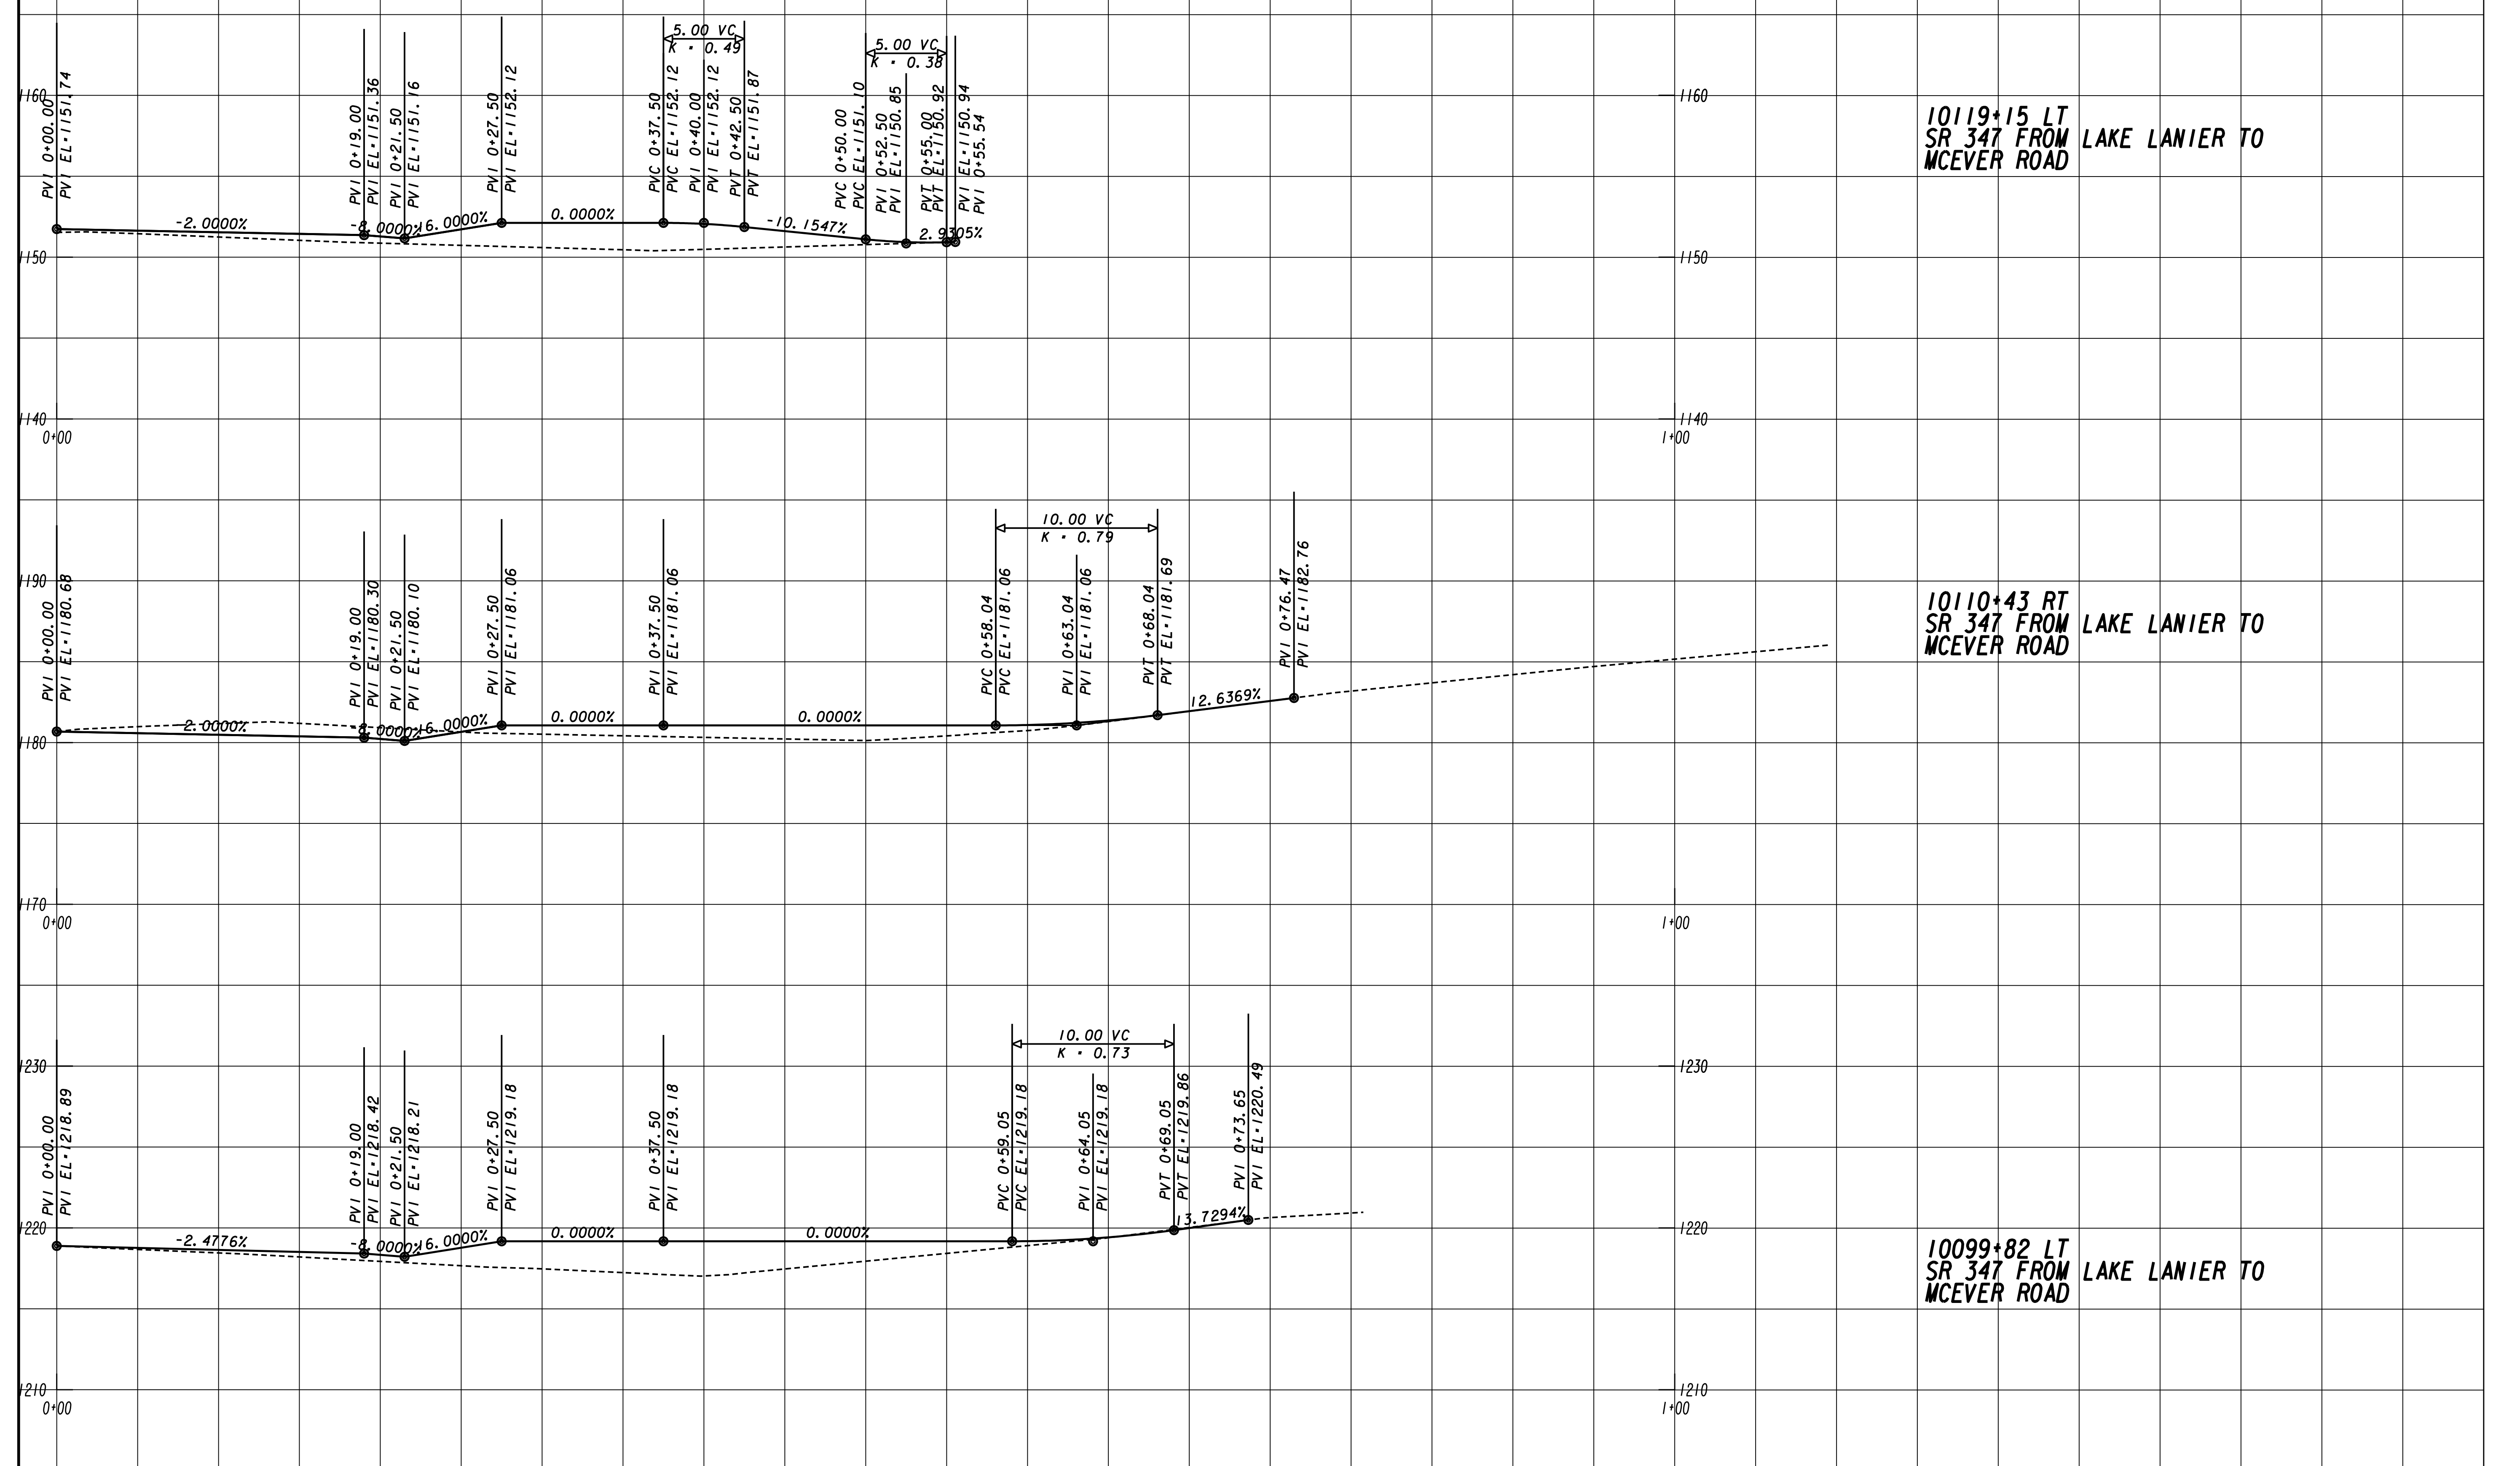 5.00 VC
K = 0.49
5.00 VC
K = 0.38
PVI 0+00.00
PVI EL=1151.74
PVI 0+19.00
PVI EL=1151.36
PVI 0+21.50
PVI EL=1151.16
PVI 0+27.50
PVI EL=1152.12
PVC 0+37.50
PVC EL=1152.12
PVI 0+40.00
PVI EL=1152.12
PVT 0+42.50
PVT EL=1151.87
PVC 0+50.00
PVC EL=1151.10
PVI 0+52.50
PVI EL=1150.85
PVT 0+55.00
PVT EL=1150.92
PVI EL=1150.94
PVI 0+55.54
1160
1160
10119+15 LT
SR 347 FROM LAKE LANIER TO
MCEVER ROAD
-2.0000%
-8.0000%
16.0000%
0.0000%
-10.1547%
2.9305%
1150
1150
1140
1140
0+00
1+00
10.00 VC
K = 0.79
PVI 0+00.00
PVI EL=1180.68
PVI 0+19.00
PVI EL=1180.30
PVI 0+21.50
PVI EL=1180.10
PVI 0+27.50
PVI EL=1181.06
PVI 0+37.50
PVI EL=1181.06
PVC 0+58.04
PVC EL=1181.06
PVI 0+63.04
PVI EL=1181.06
PVT 0+68.04
PVT EL=1181.69
PVI 0+76.47
PVI EL=1182.76
1190
1190
10110+43 RT
SR 347 FROM LAKE LANIER TO
MCEVER ROAD
-2.0000%
-8.0000%
16.0000%
0.0000%
0.0000%
12.6369%
1180
1180
1170
1170
0+00
1+00
10.00 VC
K = 0.73
PVI 0+00.00
PVI EL=1218.89
PVI 0+19.00
PVI EL=1218.42
PVI 0+21.50
PVI EL=1218.21
PVI 0+27.50
PVI EL=1219.18
PVI 0+37.50
PVI EL=1219.18
PVC 0+59.05
PVC EL=1219.18
PVI 0+64.05
PVI EL=1219.18
PVT 0+69.05
PVT EL=1219.86
PVI 0+73.65
PVI EL=1220.49
1230
1230
-2.4776%
-8.0000%
16.0000%
0.0000%
0.0000%
13.7294%
1220
1220
10099+82 LT
SR 347 FROM LAKE LANIER TO
MCEVER ROAD
1210
1210
0+00
1+00